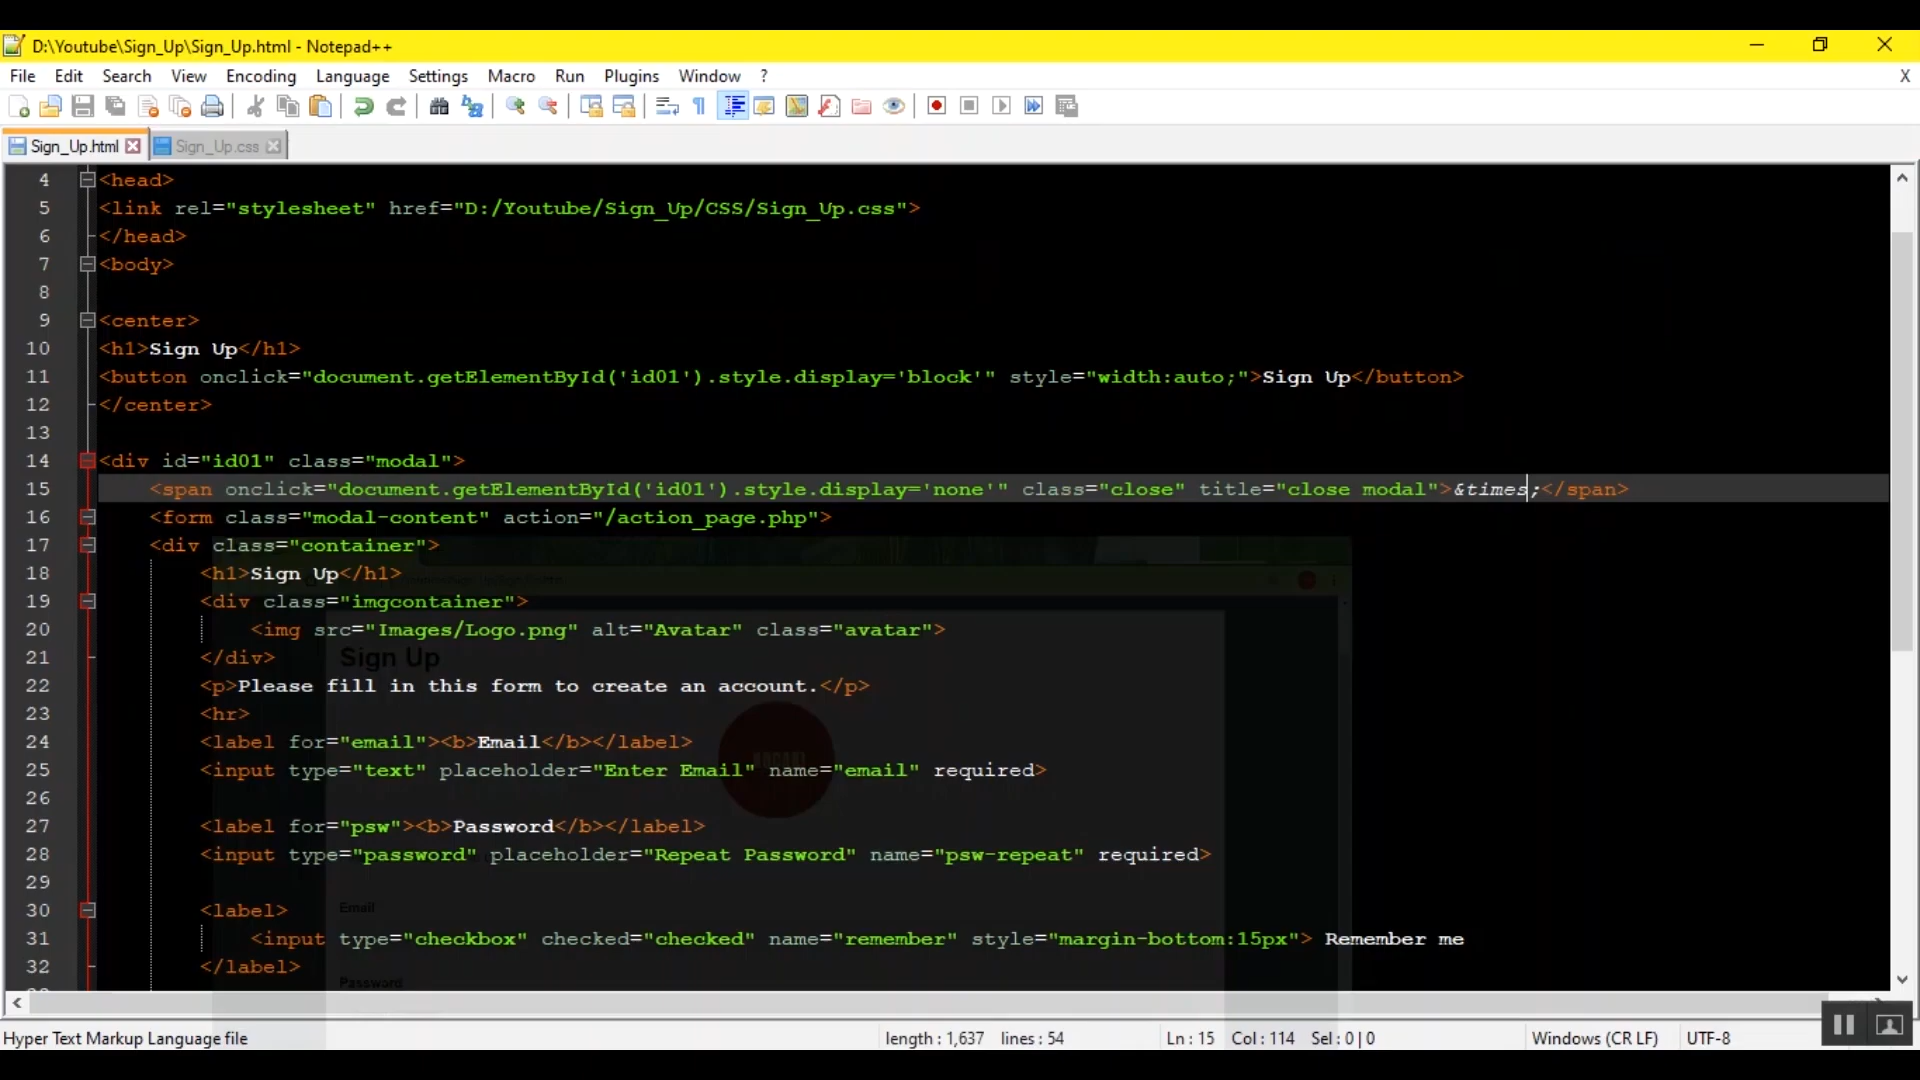 D:\Youtube\Sign_Up\Sign_Up.html - Notepad++
File Edit Search View Encoding Language Settings Macro Run Plugins Window ? X
Sign_Up.html Sign_Up.css
4 <head>
5 <link rel="stylesheet" href="D:/Youtube/Sign_Up/CSS/Sign_Up.css">
6 </head>
7 <body>
8
9 <center>
10 <h1>Sign Up</h1>
11 <button onclick="document.getElementById('id01').style.display='block'" style="width:auto;">Sign Up</button>
12 </center>
13
14 <div id="id01" class="modal">
15 <span onclick="document.getElementById('id01').style.display='none'" class="close" title="close modal">&times;</span>
16 <form class="modal-content" action="/action_page.php">
17 <div class="container">
18 <h1>Sign Up</h1>
19 <div class="imgcontainer">
20 <img src="Images/Logo.png" alt="Avatar" class="avatar">
21 </div>
Sign Up
22 <p>Please fill in this form to create an account.</p>
23 <hr>
24 <label for="email"><b>Email</b></label>
25 <input type="text" placeholder="Enter Email" name="email" required>
26
27 <label for="psw"><b>Password</b></label>
28 <input type="password" placeholder="Repeat Password" name="psw-repeat" required>
29
30 <label>
Email
31 <input type="checkbox" checked="checked" name="remember" style="margin-bottom:15px"> Remember me
32 </label>
Password
Hyper Text Markup Language file length : 1,637 lines : 54 Ln : 15 Col : 114 Sel : 0 | 0 Windows (CR LF) UTF-8